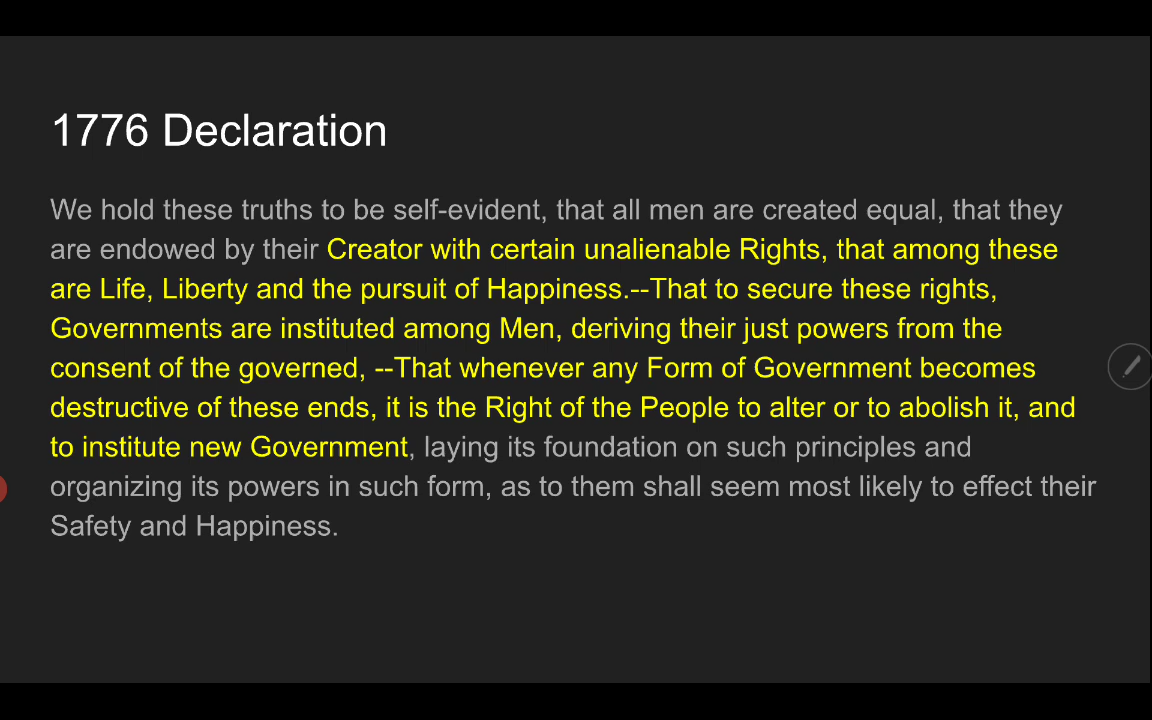 1776 Declaration
We hold these truths to be self-evident, that all men are created equal, that they
are endowed by their Creator with certain unalienable Rights, that among these
are Life, Liberty and the pursuit of Happiness.--That to secure these rights,
Governments are instituted among Men, deriving their just powers from the
consent of the governed, --That whenever any Form of Government becomes
destructive of these ends, it is the Right of the People to alter or to abolish it, and
to institute new Government, laying its foundation on such principles and
organizing its powers in such form, as to them shall seem most likely to effect their
Safety and Happiness.